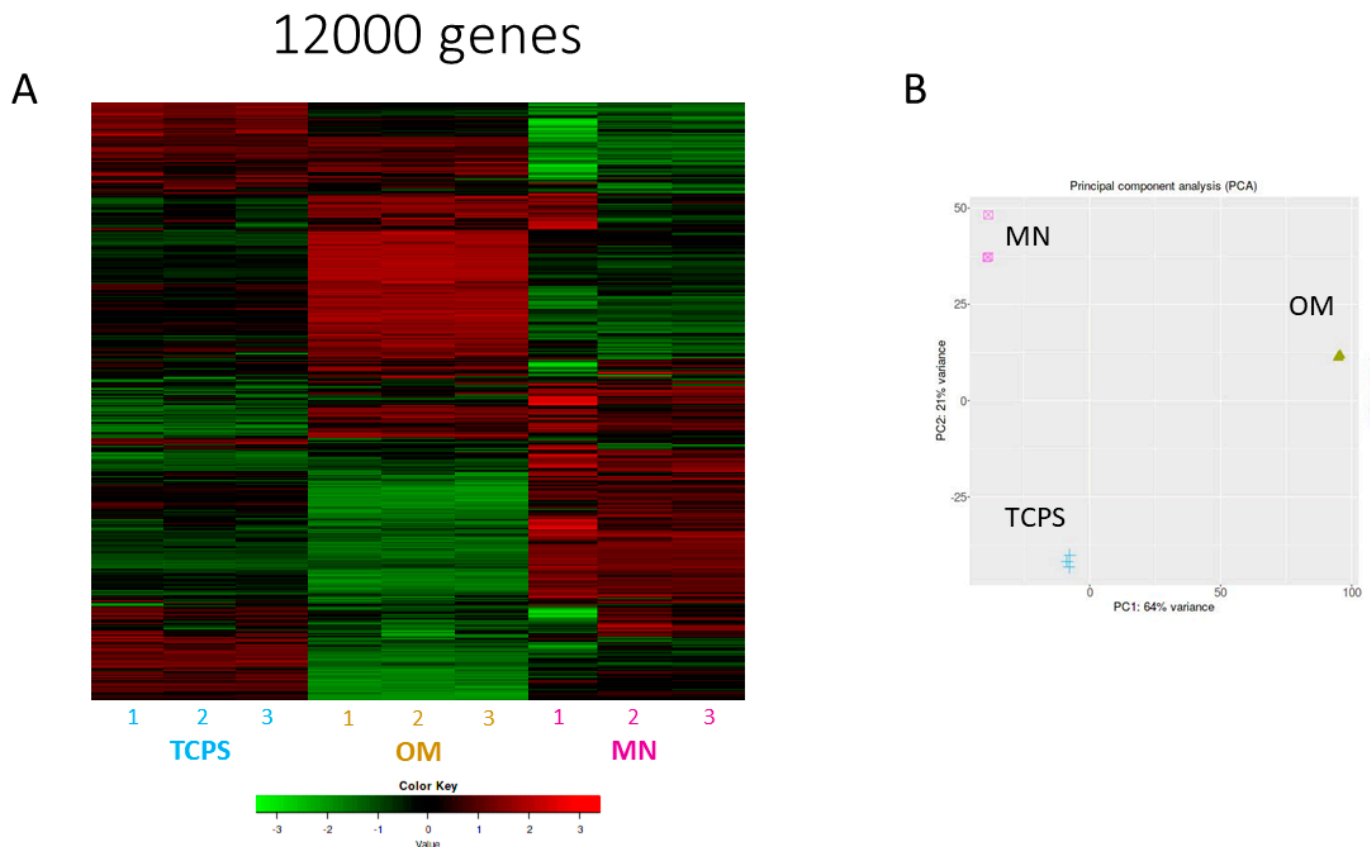 12000 genes
A
B
Principal component analysis (PCA)
50
MN
25
OM
0
PC2: 21% variance
-25
TCPS
0 50 100
PC1: 64% variance
1 2 3 1 2 3 1 2 3
TCPS OM MN
Color Key
-3 -2 -1 0 1 2 3
Value